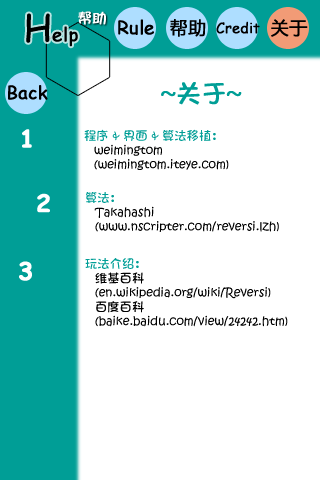 Help 帮助
Rule 帮助 Credit 关于
Back
~关于~
1 程序 & 界面 & 算法移植:
weimingtom
(weimingtom.iteye.com)
2 算法:
Takahashi
(www.nscripter.com/reversi.lzh)
3 玩法介绍:
维基百科
(en.wikipedia.org/wiki/Reversi)
百度百科
(baike.baidu.com/view/24242.htm)